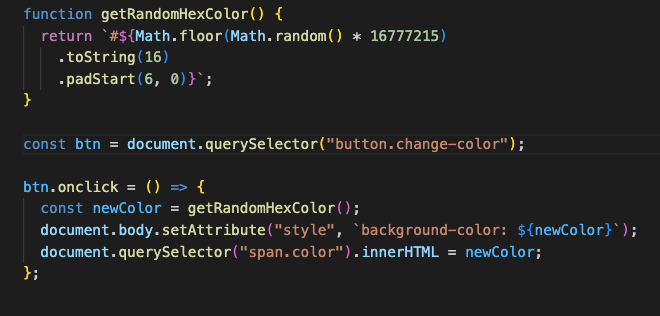 function getRandomHexColor() {
  return `#${Math.floor(Math.random() * 16777215)
    .toString(16)
    .padStart(6, 0)}`;
}
const btn = document.querySelector("button.change-color");
btn.onclick = () => {
  const newColor = getRandomHexColor();
  document.body.setAttribute("style", `background-color: ${newColor}`);
  document.querySelector("span.color").innerHTML = newColor;
};